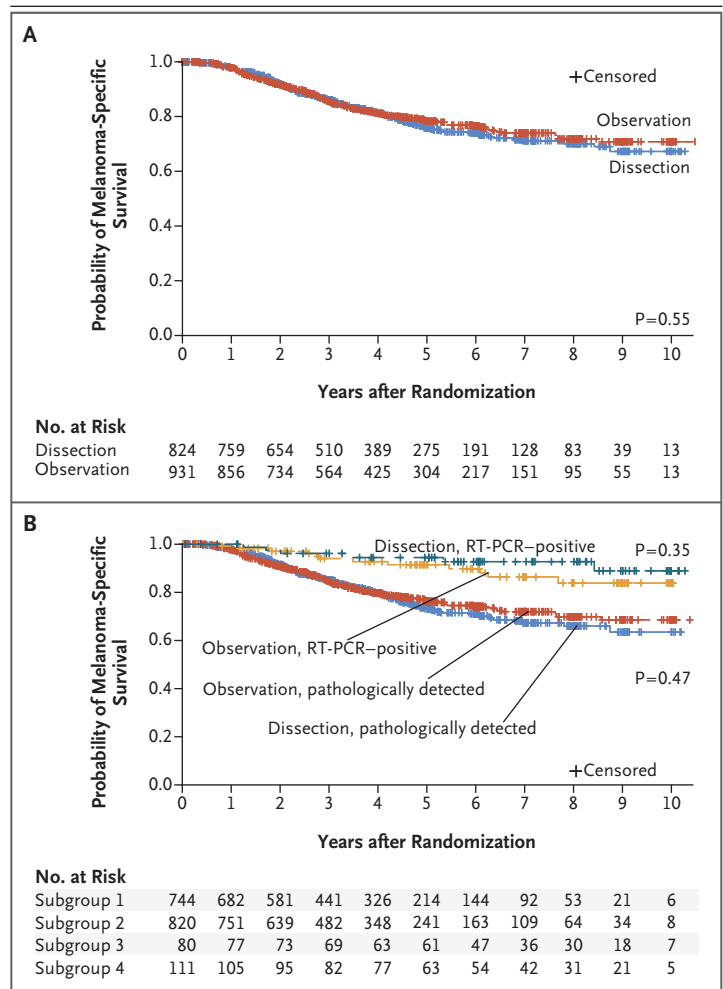 A
1.0
0.8
0.6
0.4
0.2
0.0
Probability of Melanoma-Specific
Survival
+Censored
Observation
Dissection
P=0.55
0 1 2 3 4 5 6 7 8 9 10
Years after Randomization
No. at Risk
Dissection 824 759 654 510 389 275 191 128 83 39 13
Observation 931 856 734 564 425 304 217 151 95 55 13
B
1.0
0.8
0.6
0.4
0.2
0.0
Probability of Melanoma-Specific
Survival
Dissection, RT-PCR–positive
P=0.35
Observation, RT-PCR–positive
Observation, pathologically detected
P=0.47
Dissection, pathologically detected
+Censored
0 1 2 3 4 5 6 7 8 9 10
Years after Randomization
No. at Risk
Subgroup 1 744 682 581 441 326 214 144 92 53 21 6
Subgroup 2 820 751 639 482 348 241 163 109 64 34 8
Subgroup 3 80 77 73 69 63 61 47 36 30 18 7
Subgroup 4 111 105 95 82 77 63 54 42 31 21 5